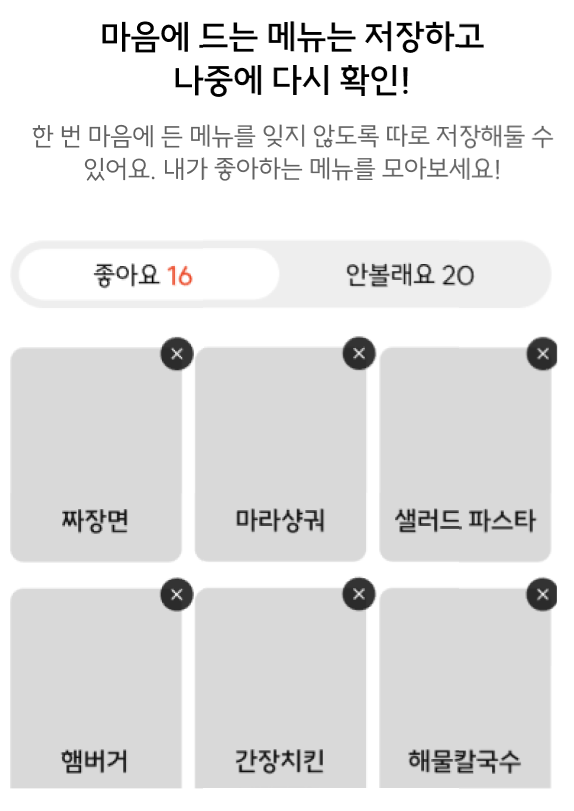 마음에 드는 메뉴는 저장하고
나중에 다시 확인!
한 번 마음에 든 메뉴를 잊지 않도록 따로 저장해둘 수
있어요. 내가 좋아하는 메뉴를 모아보세요!
좋아요 16 안볼래요 20
짜장면 마라샹궈 샐러드 파스타
햄버거 간장치킨 해물칼국수